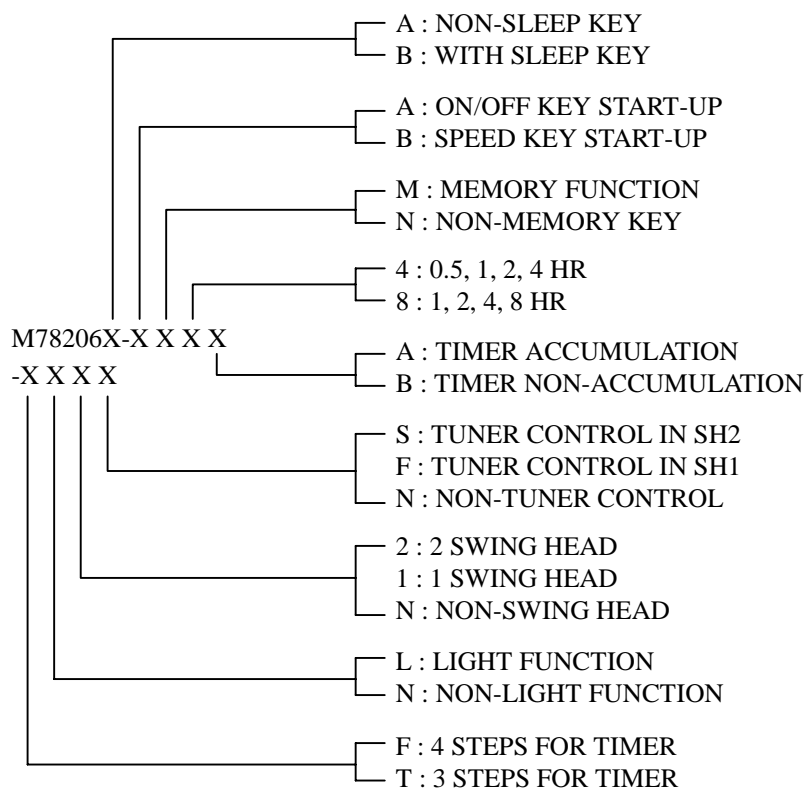 A : NON-SLEEP KEY
B : WITH SLEEP KEY
A : ON/OFF KEY START-UP
B : SPEED KEY START-UP
M : MEMORY FUNCTION
N : NON-MEMORY KEY
4 : 0.5, 1, 2, 4 HR
8 : 1, 2, 4, 8 HR
M78206X-X X X X
-X X X X
A : TIMER ACCUMULATION
B : TIMER NON-ACCUMULATION
S : TUNER CONTROL IN SH2
F : TUNER CONTROL IN SH1
N : NON-TUNER CONTROL
2 : 2 SWING HEAD
1 : 1 SWING HEAD
N : NON-SWING HEAD
L : LIGHT FUNCTION
N : NON-LIGHT FUNCTION
F : 4 STEPS FOR TIMER
T : 3 STEPS FOR TIMER